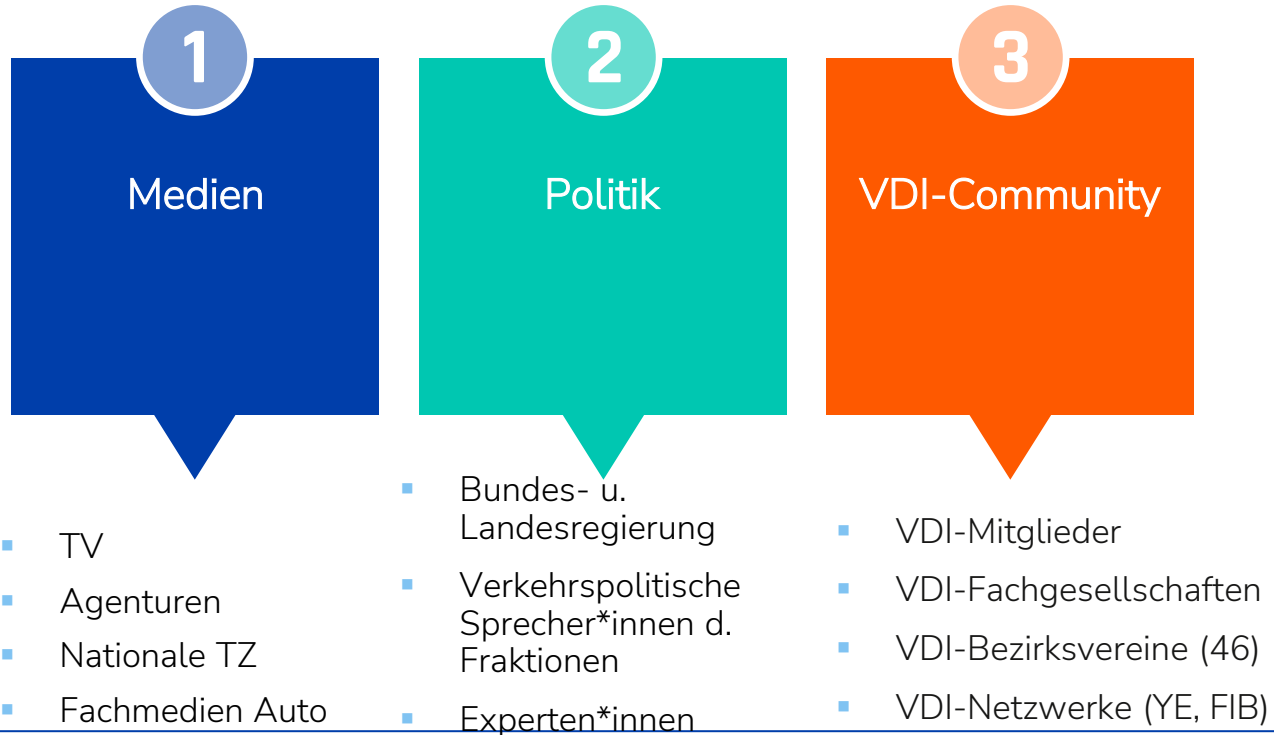 1
Medien
TV
Agenturen
Nationale TZ
Fachmedien Auto
2
Politik
Bundes- u.
Landesregierung
Verkehrspolitische
Sprecher*innen d.
Fraktionen
Experten*innen
3
VDI-Community
VDI-Mitglieder
VDI-Fachgesellschaften
VDI-Bezirksvereine (46)
VDI-Netzwerke (YE, FIB)